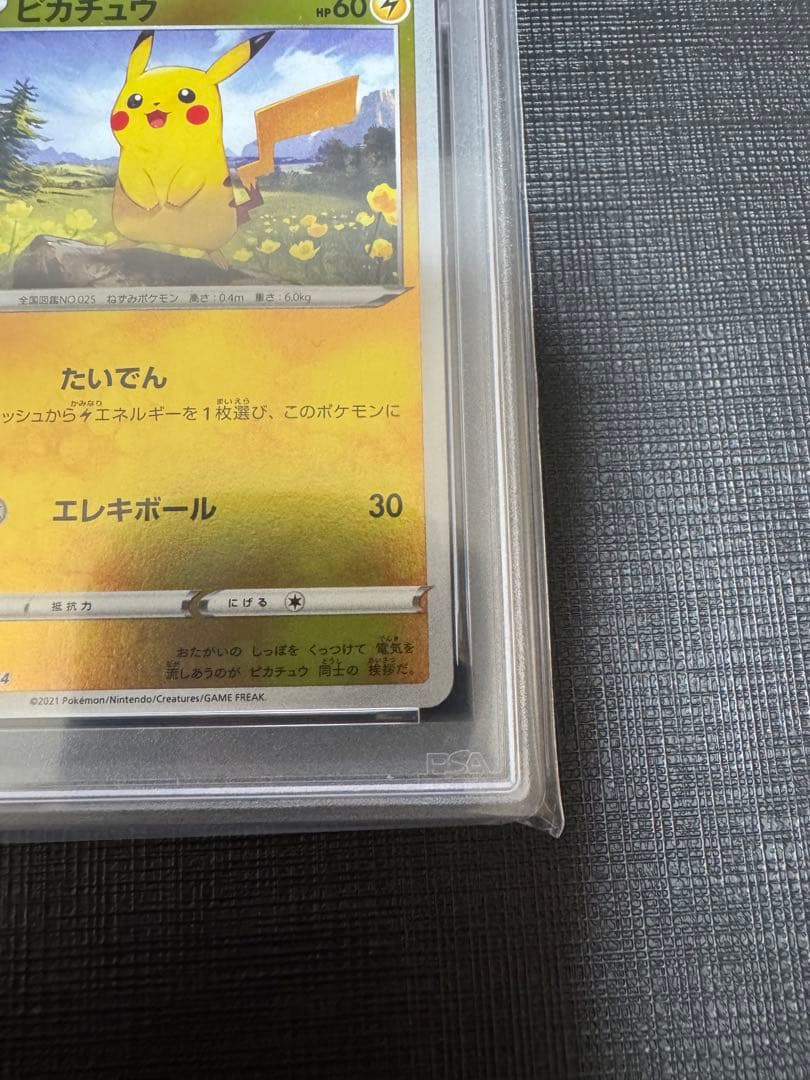 ピカチュウ HP60
全国図鑑NO.025 ねずみポケモン 高さ:0.4m 重さ:6.0kg
たいでん
ッシュからエネルギーを1枚選び、このポケモンに
エレキボール 30
抵抗力 にげる
おたがいの しっぽを くっつけて 電気を
流しあうのが ピカチュウ 同士の 挨拶だ。
4
©2021 Pokémon/Nintendo/Creatures/GAME FREAK.
PSA